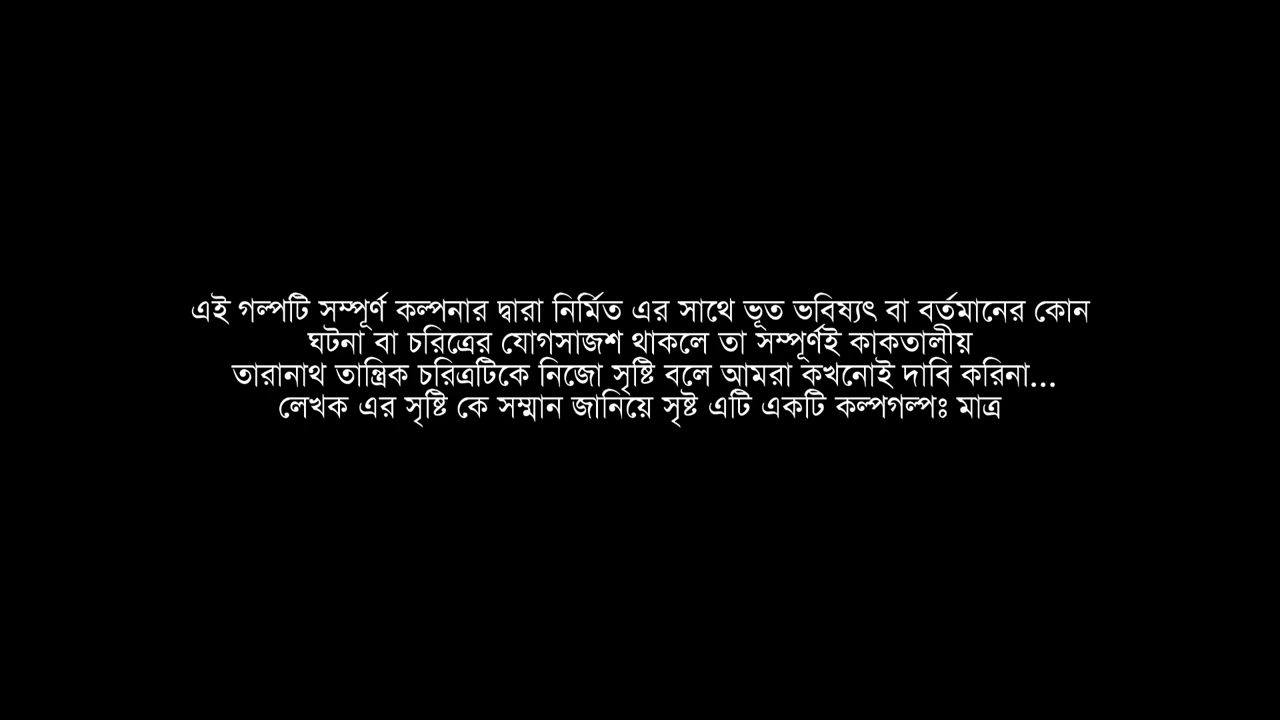 এই গল্পটি সম্পূর্ণ কল্পনার দ্বারা নির্মিত এর সাথে ভূত ভবিষ্যৎ বা বর্তমানের কোন
ঘটনা বা চরিত্রের যোগসাজশ থাকলে তা সম্পূর্ণই কাকতালীয়
তারানাথ তান্ত্রিক চরিত্রটিকে নিজো সৃষ্টি বলে আমরা কখনোই দাবি করিনা...
লেখক এর সৃষ্টি কে সম্মান জানিয়ে সৃষ্ট এটি একটি কল্পগল্পঃ মাত্র